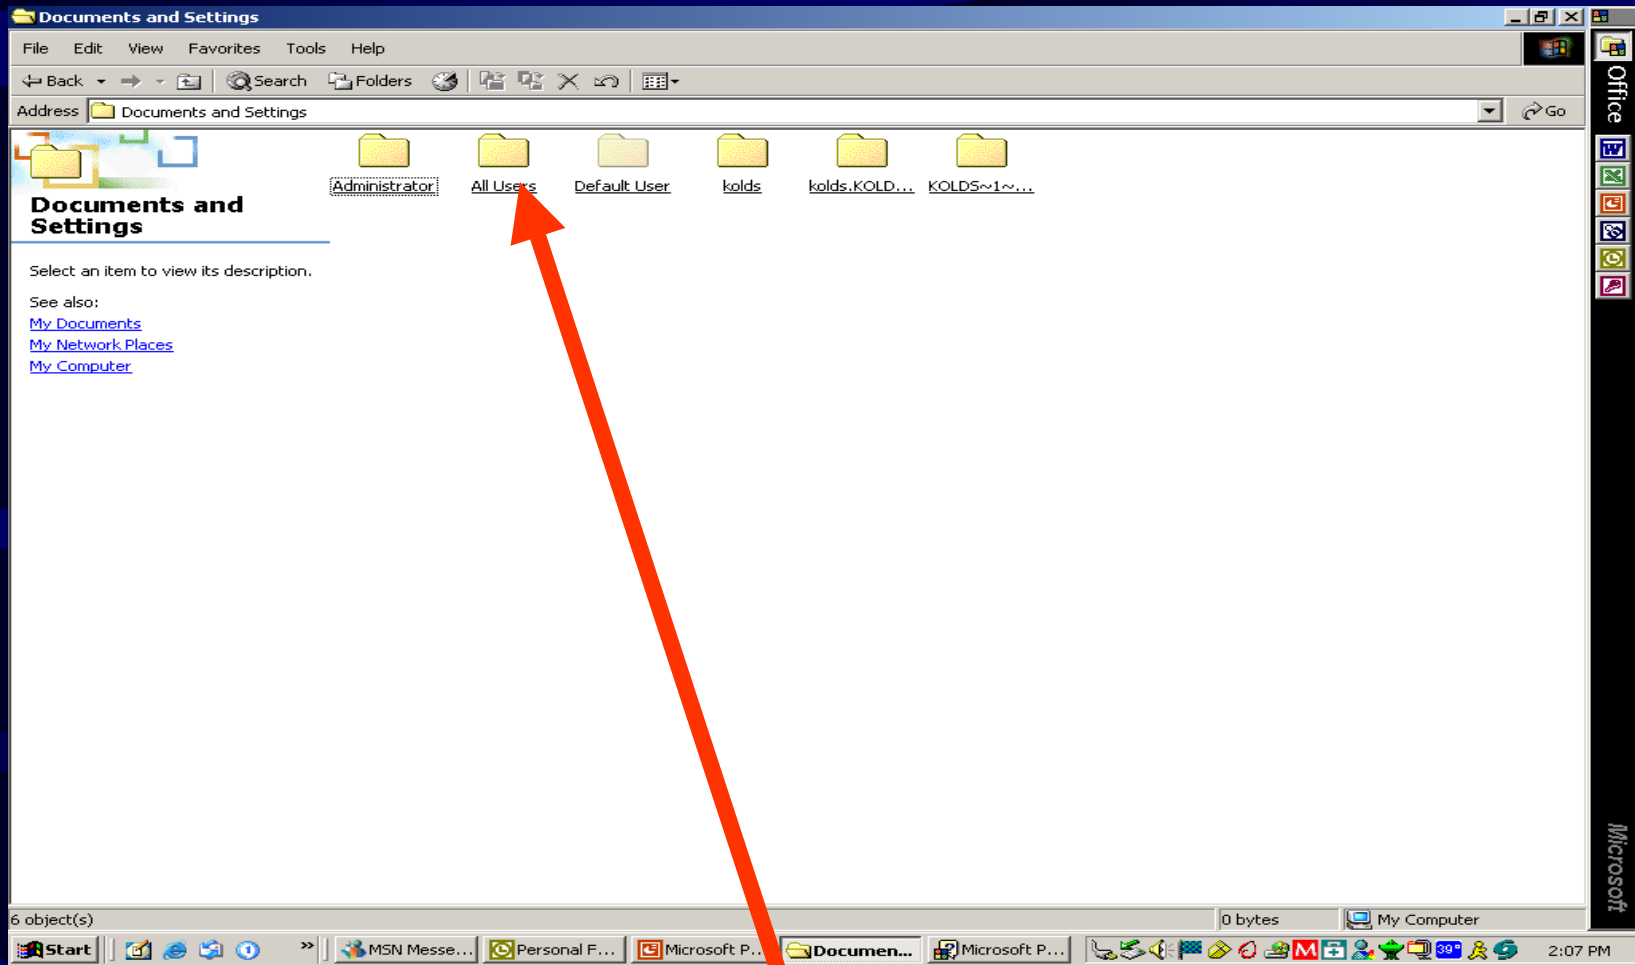 Documents and Settings
File Edit View Favorites Tools Help
Back Search Folders
Address Documents and Settings Go
Administrator All Users Default User kolds kolds.KOLD... KOLDS~1~...
Documents and
Settings
Select an item to view its description.
See also:
My Documents
My Network Places
My Computer
Office
Microsoft
6 object(s) 0 bytes My Computer
Start MSN Messe... Personal F... Microsoft P... Documen... Microsoft P... 39° 2:07 PM